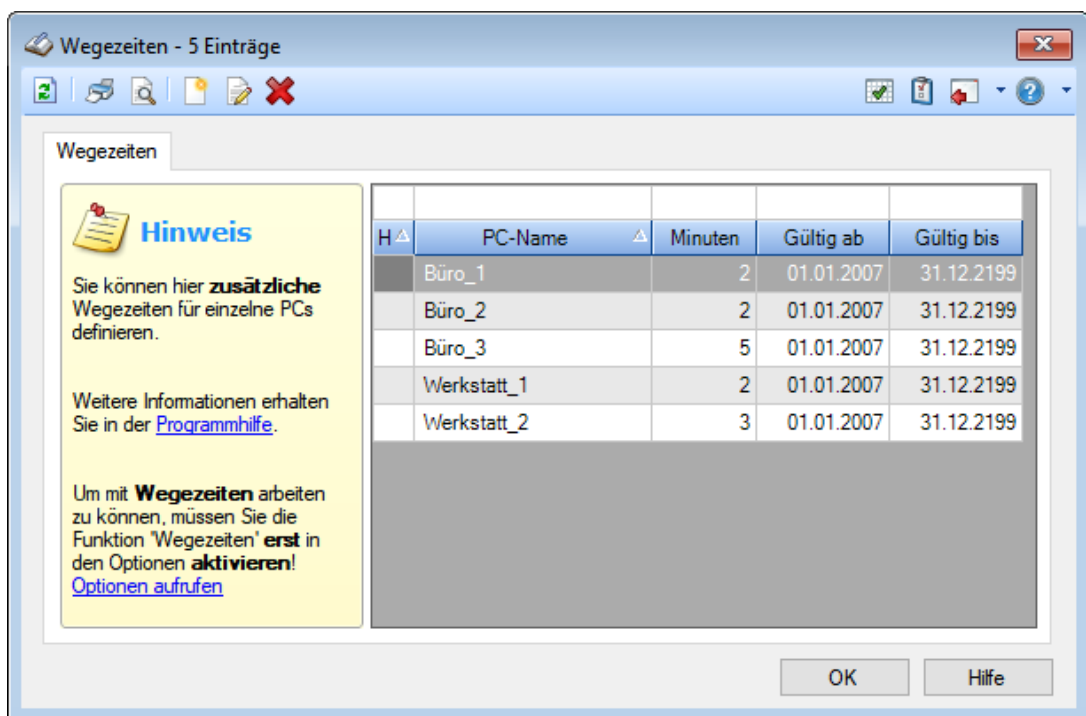 Wegezeiten - 5 Einträge
Wegezeiten
Hinweis
Sie können hier zusätzliche
Wegezeiten für einzelne PCs
definieren.
Weitere Informationen erhalten
Sie in der Programmhilfe.
Um mit Wegezeiten arbeiten
zu können, müssen Sie die
Funktion 'Wegezeiten' erst in
den Optionen aktivieren!
Optionen aufrufen
H PC-Name Minuten Gültig ab Gültig bis
Büro_1 2 01.01.2007 31.12.2199
Büro_2 2 01.01.2007 31.12.2199
Büro_3 5 01.01.2007 31.12.2199
Werkstatt_1 2 01.01.2007 31.12.2199
Werkstatt_2 3 01.01.2007 31.12.2199
OK Hilfe